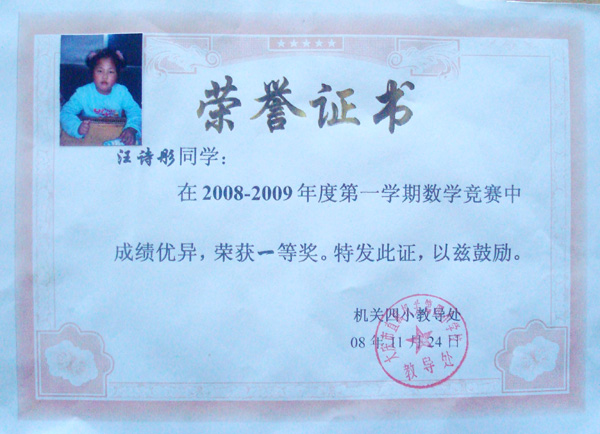 荣誉证书
汪诗彤同学：
在2008-2009年度第一学期数学竞赛中
成绩优异，荣获一等奖。特发此证，以兹鼓励。
机关四小教导处
08年11月24日
教导处